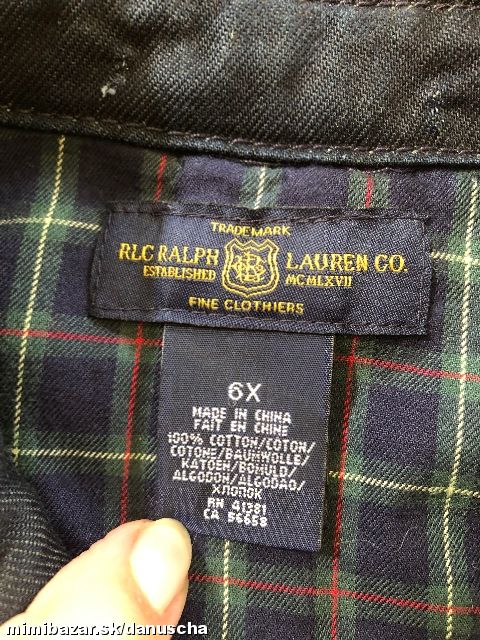 TRADEMARK
RLC RALPH LAUREN CO.
ESTABLISHED MCMLXVII
FINE CLOTHIERS
6X
MADE IN CHINA
FAIT EN CHINE
100% COTTON/COTON/
COTONE/BAUMWOLLE/
KATOEN/BOMULD/
ALGODON/ALGODAO/
ХЛОПОК
RN 41381
CA 56658
mimibazar.sk/danuscha